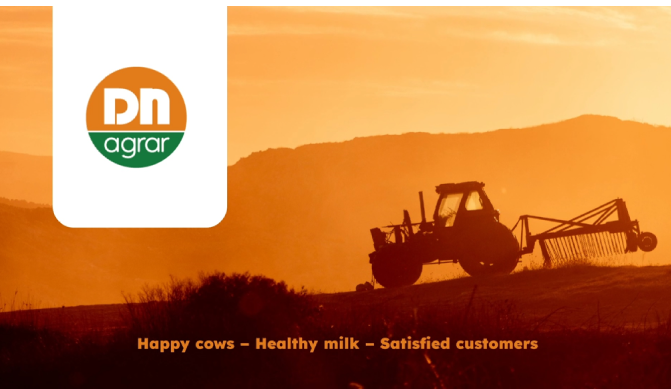 DN
agrar
Happy cows – Healthy milk – Satisfied customers